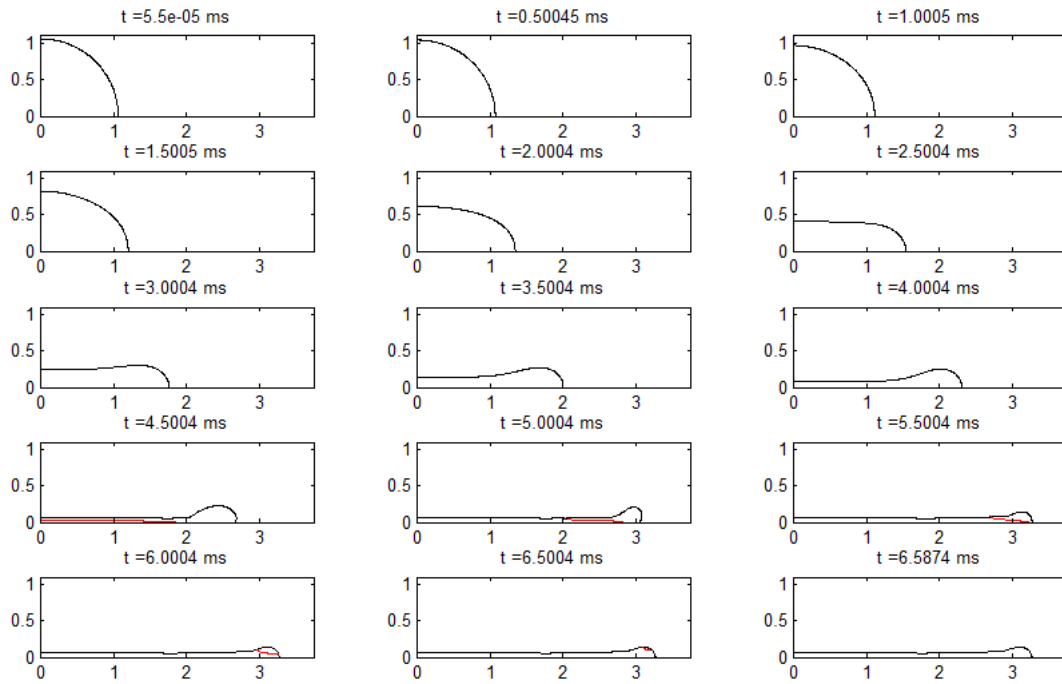 t =5.5e-05 ms t =0.50045 ms t =1.0005 ms
1 1 1
0.5 0.5 0.5
0 0 0
0 1 2 3 0 1 2 3 0 1 2 3
t =1.5005 ms t =2.0004 ms t =2.5004 ms
1 1 1
0.5 0.5 0.5
0 0 0
0 1 2 3 0 1 2 3 0 1 2 3
t =3.0004 ms t =3.5004 ms t =4.0004 ms
1 1 1
0.5 0.5 0.5
0 0 0
0 1 2 3 0 1 2 3 0 1 2 3
t =4.5004 ms t =5.0004 ms t =5.5004 ms
1 1 1
0.5 0.5 0.5
0 0 0
0 1 2 3 0 1 2 3 0 1 2 3
t =6.0004 ms t =6.5004 ms t =6.5874 ms
1 1 1
0.5 0.5 0.5
0 0 0
0 1 2 3 0 1 2 3 0 1 2 3